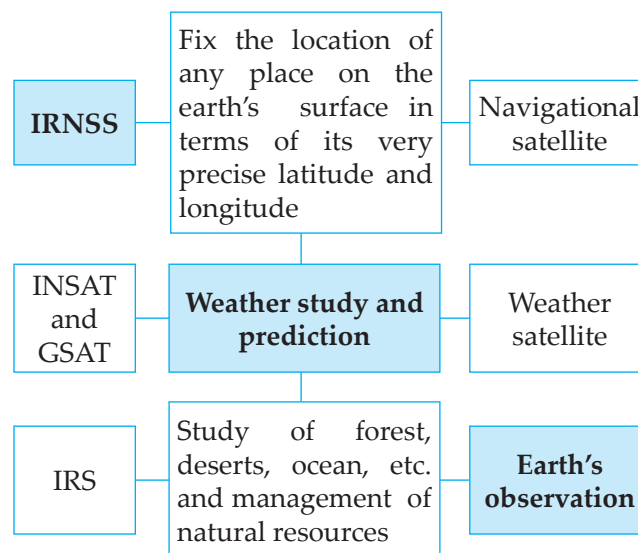 IRNSS
Fix the location of
any place on the
earth's surface in
terms of its very
precise latitude and
longitude
Navigational
satellite
INSAT
and
GSAT
Weather study and
prediction
Weather
satellite
IRS
Study of forest,
deserts, ocean, etc.
and management of
natural resources
Earth's
observation